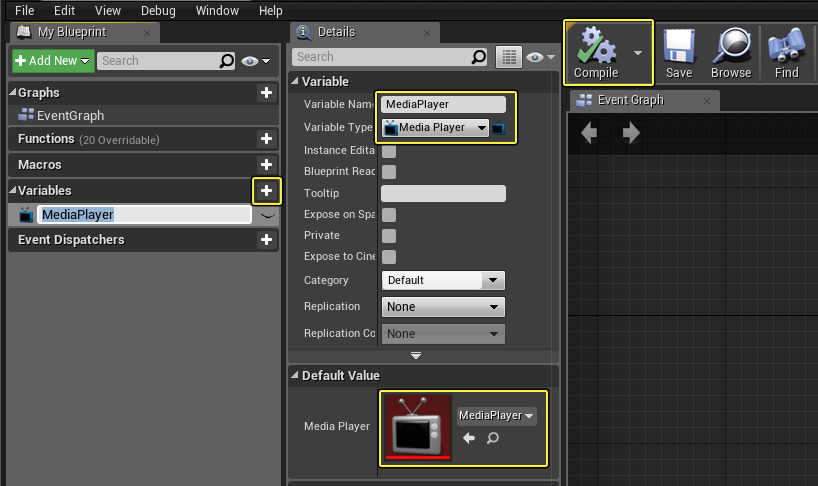 File Edit View Debug Window Help
My Blueprint
Add New Search
Graphs
EventGraph
Functions (20 Overridable)
Macros
Variables
MediaPlayer
Event Dispatchers
Details
Search
Variable
Variable Name MediaPlayer
Variable Type Media Player
Instance Edita
Blueprint Reac
Tooltip
Expose on Spa
Private
Expose to Cine
Category Default
Replication None
Replication Co None
Default Value
Media Player MediaPlayer
Compile Save Browse Find
Event Graph